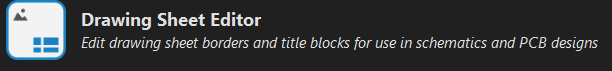 Drawing Sheet Editor
Edit drawing sheet borders and title blocks for use in schematics and PCB designs